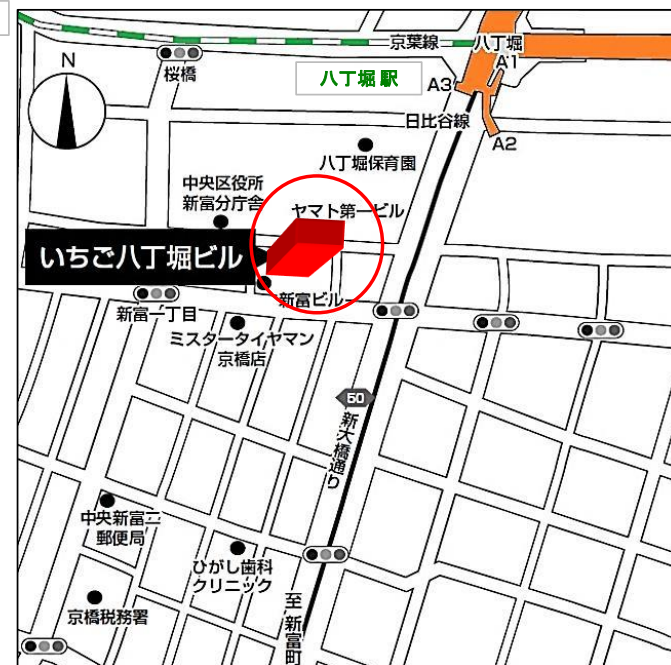 京葉線
八丁堀
A1
桜橋
N
八丁堀 駅
A3
日比谷線
A2
八丁堀保育園
中央区役所
新富分庁舎
ヤマト第一ビル
いちご八丁堀ビル
新富ビル
新富一丁目
ミスタータイヤマン
京橋店
50
新大橋通り
中央新富二
郵便局
ひがし歯科
クリニック
京橋税務署
至 新富町